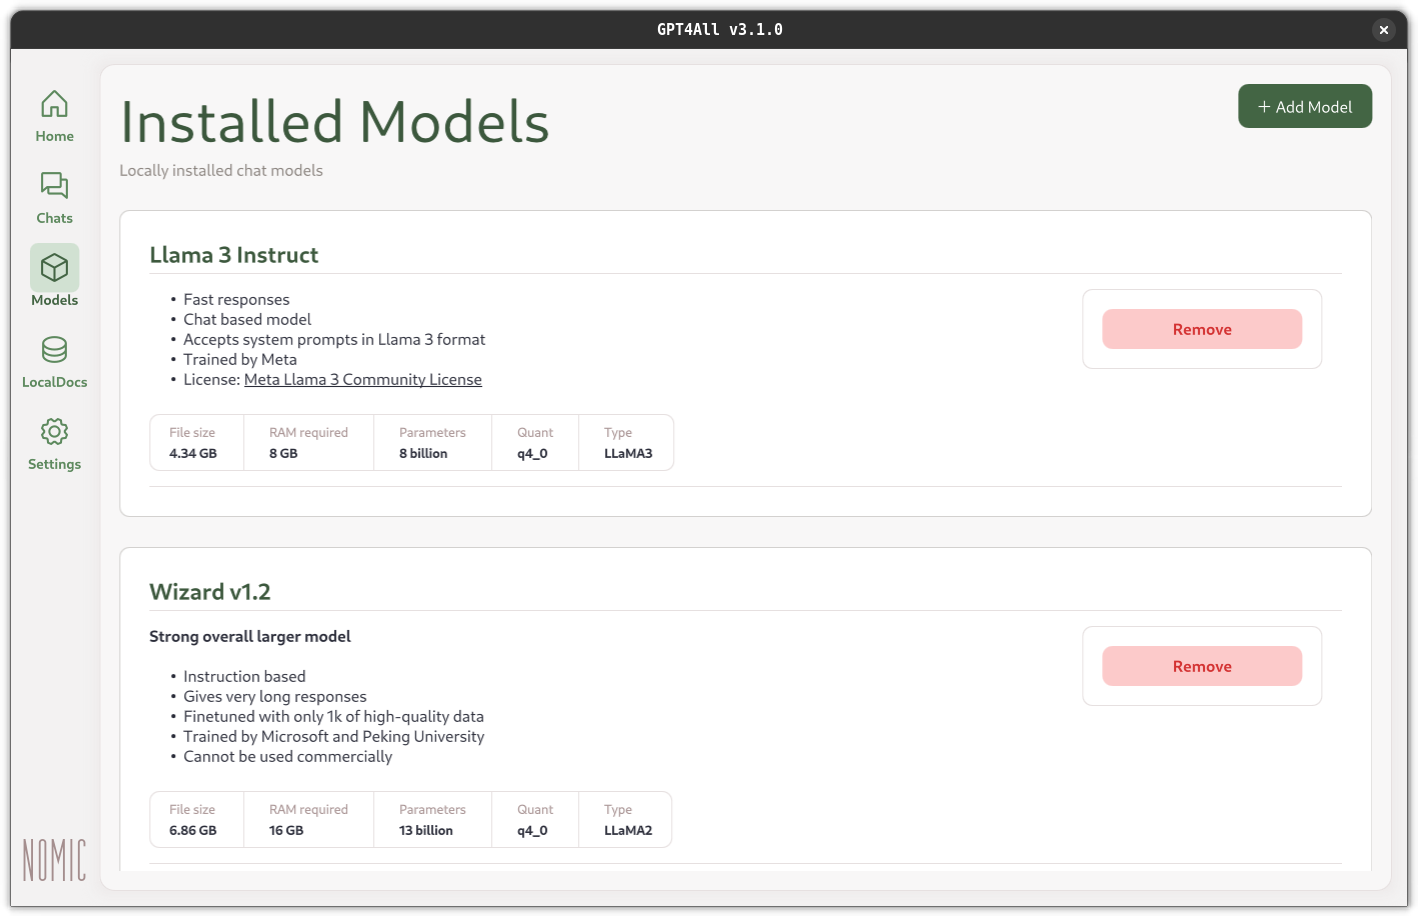 GPT4All v3.1.0
Home
Chats
Models
LocalDocs
Settings
NOMIC
Installed Models
+ Add Model
Locally installed chat models
Llama 3 Instruct
• Fast responses
• Chat based model
• Accepts system prompts in Llama 3 format
• Trained by Meta
• License: Meta Llama 3 Community License
Remove
File size RAM required Parameters Quant Type
4.34 GB 8 GB 8 billion q4_0 LLaMA3
Wizard v1.2
Strong overall larger model
• Instruction based
• Gives very long responses
• Finetuned with only 1k of high-quality data
• Trained by Microsoft and Peking University
• Cannot be used commercially
Remove
File size RAM required Parameters Quant Type
6.86 GB 16 GB 13 billion q4_0 LLaMA2